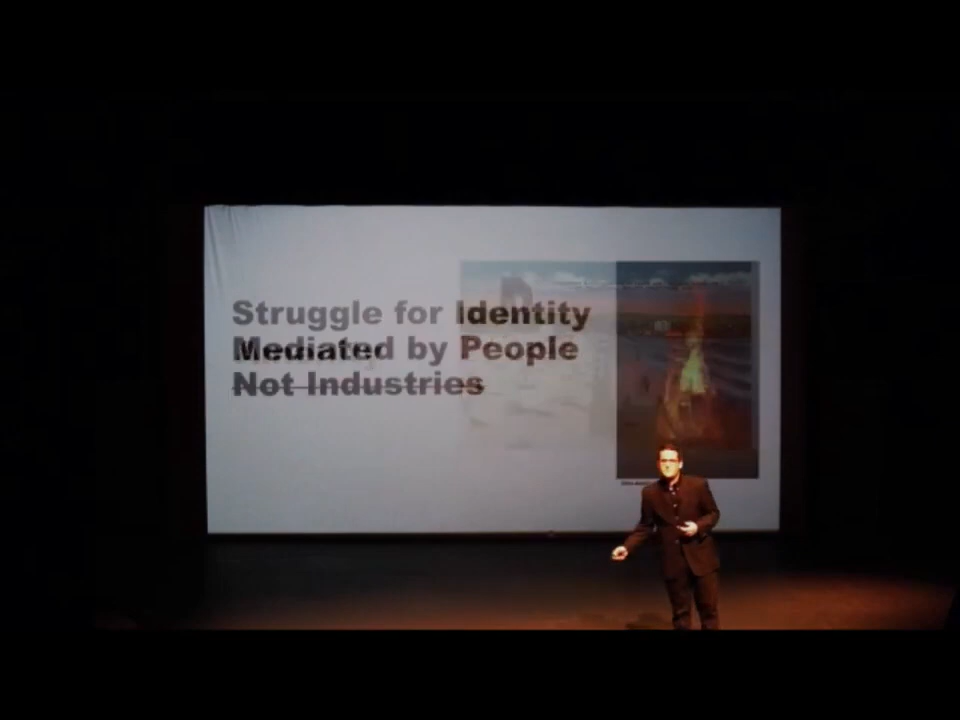 Struggle for Identity
Mediated by People
Not Industries